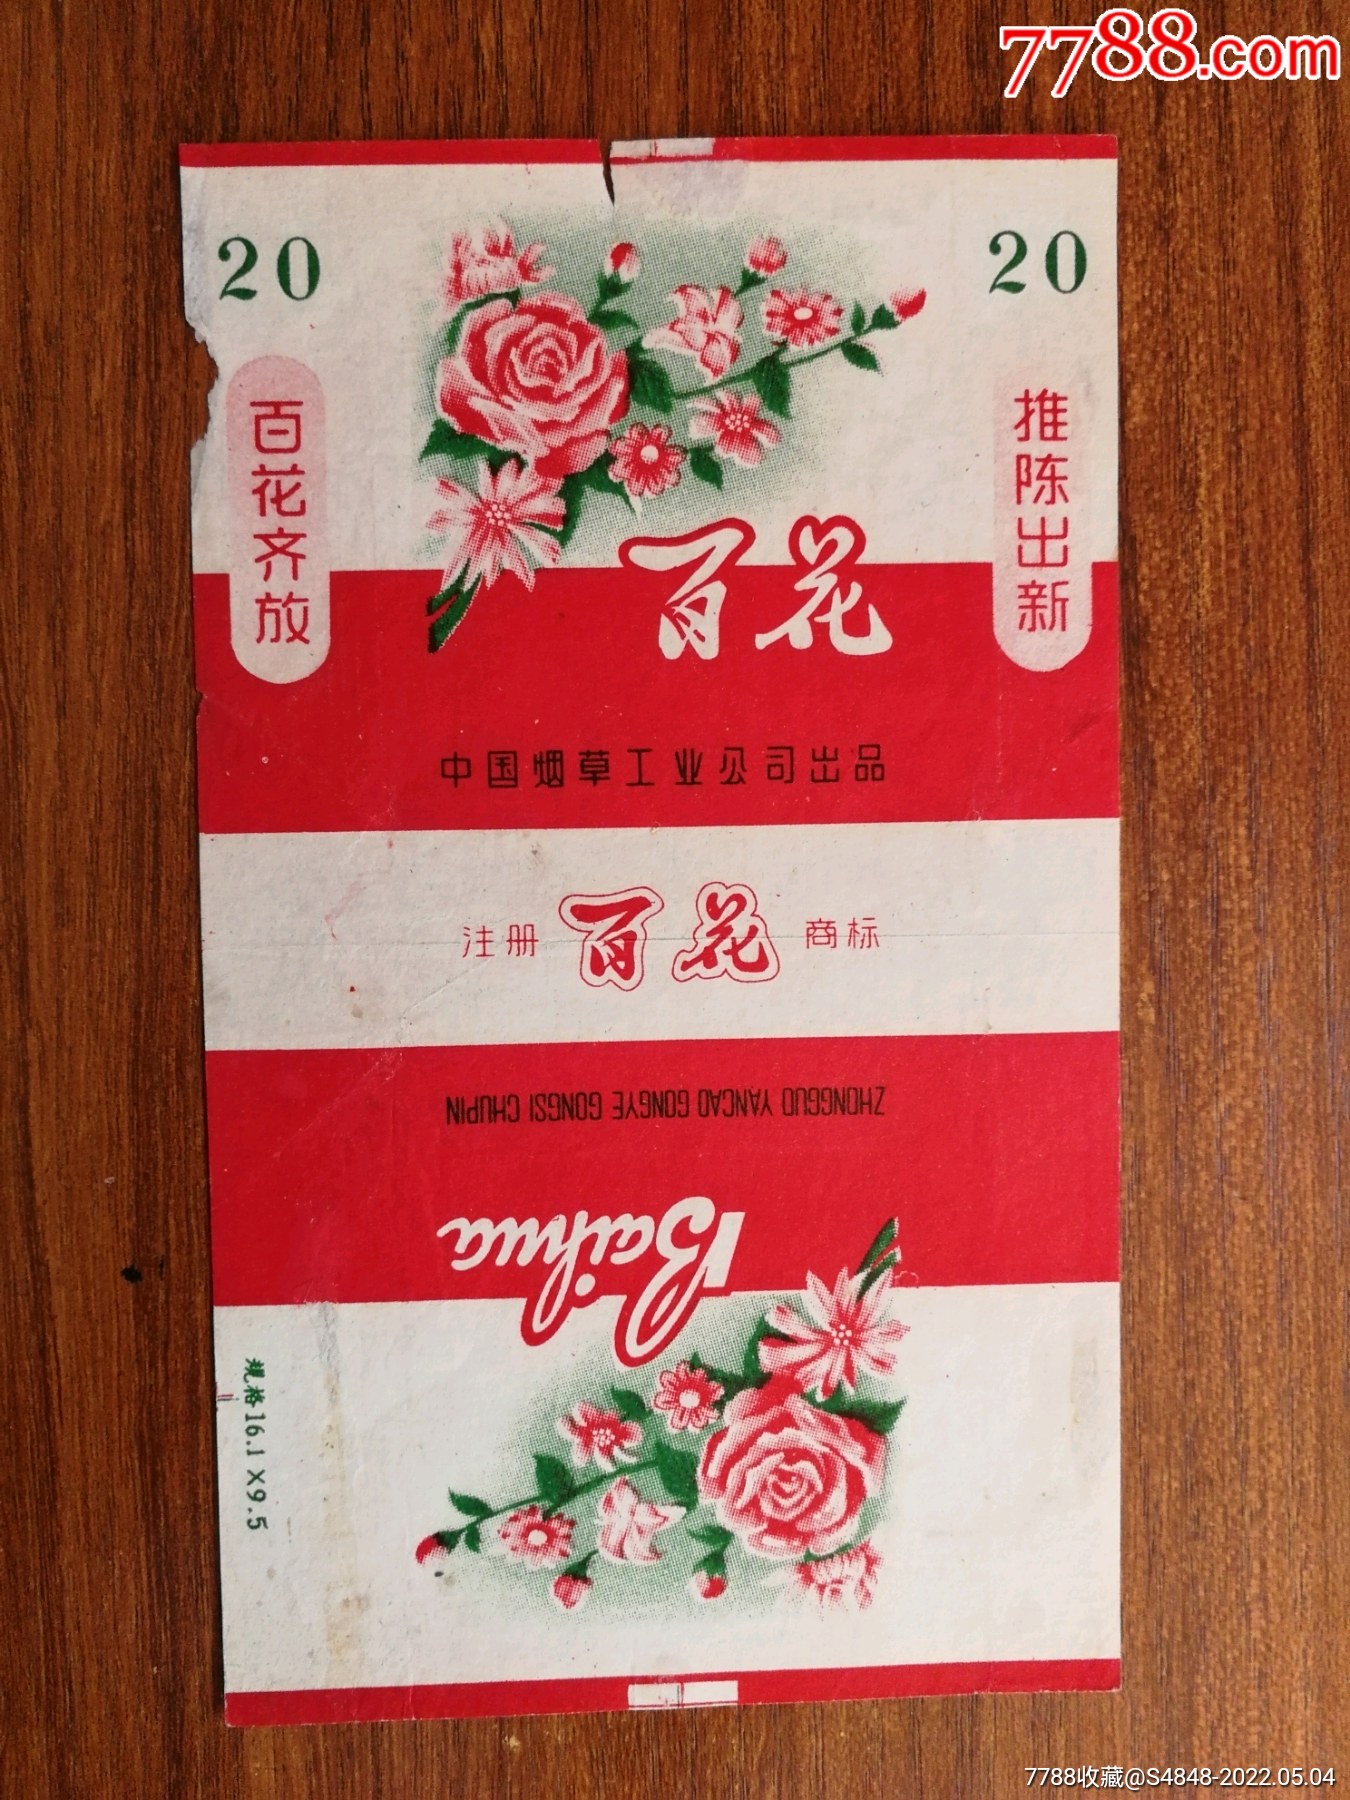 7788.com
20
20
百花齐放
推陈出新
百花
中国烟草工业公司出品
注册 百花 商标
ZHONGGUO YANCAO GONGYE GONGSI CHUPIN
Baihua
规格16.1×9.5
7788收藏@S4848-2022.05.04